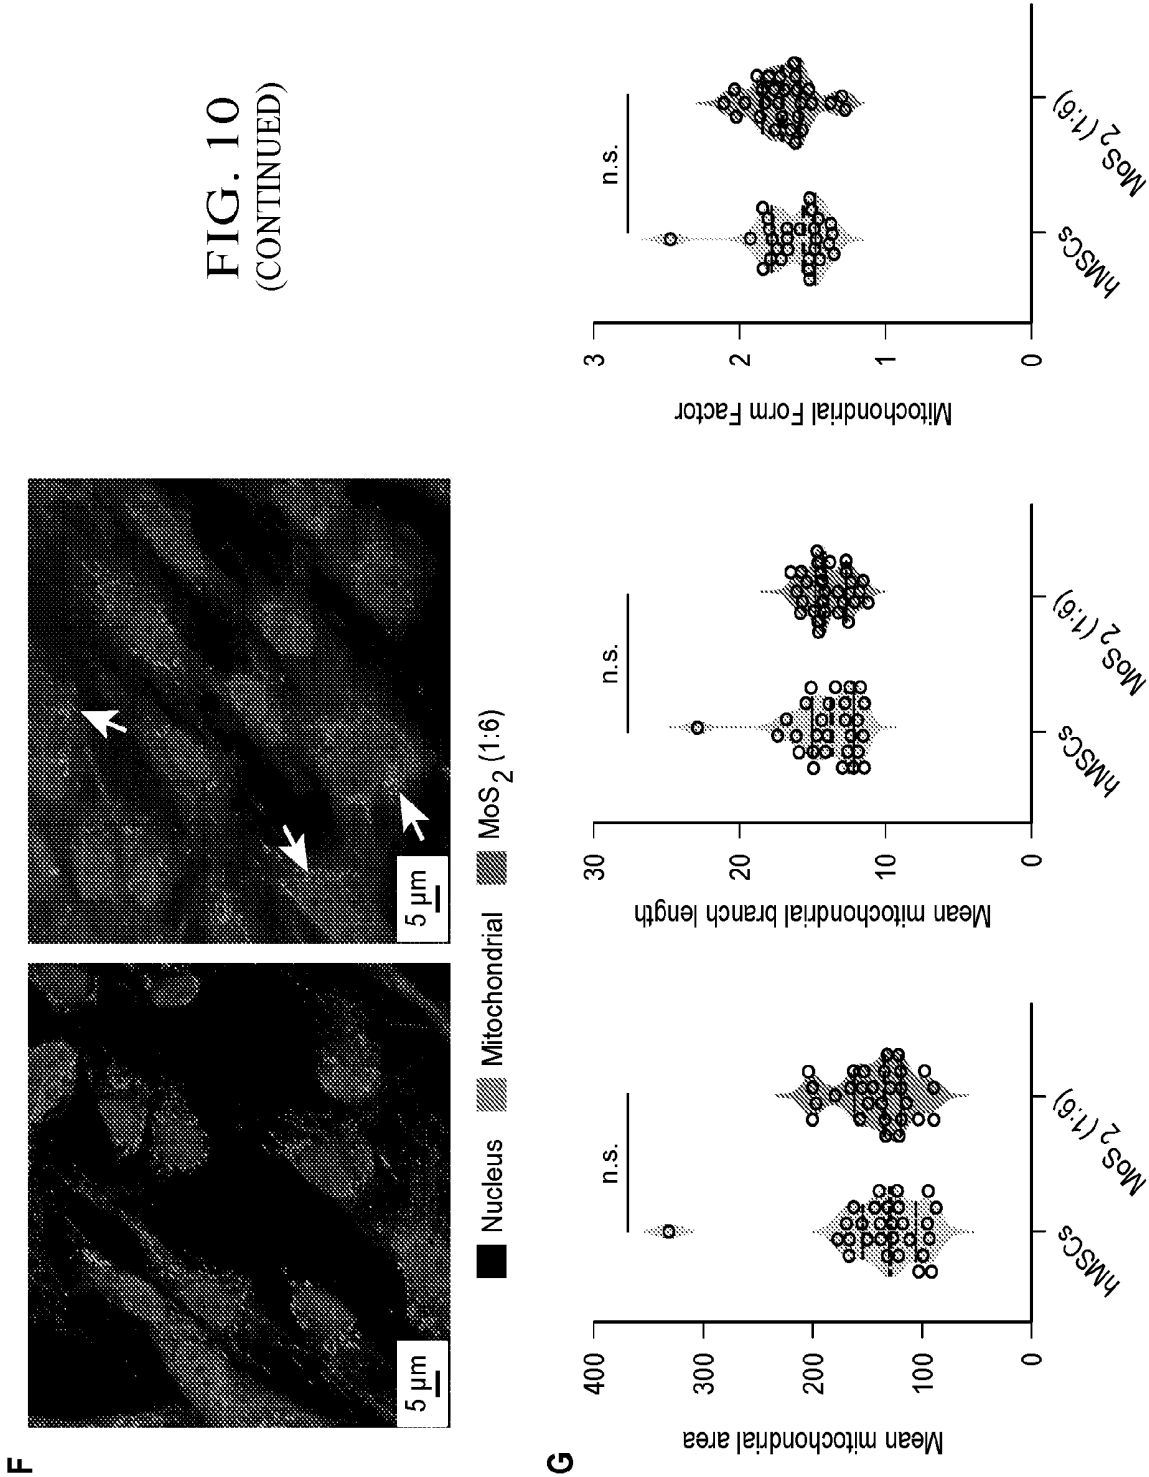 FIG. 10
(CONTINUED)
F
5 µm
5 µm
Nucleus
Mitochondrial
MoS2 (1:6)
G
Mean mitochondrial area
400
300
200
100
0
n.s.
hMSCs
MoS2 (1:6)
Mean mitochondrial branch length
30
20
10
0
n.s.
hMSCs
MoS2 (1:6)
Mitochondrial Form Factor
3
2
1
0
n.s.
hMSCs
MoS2 (1:6)